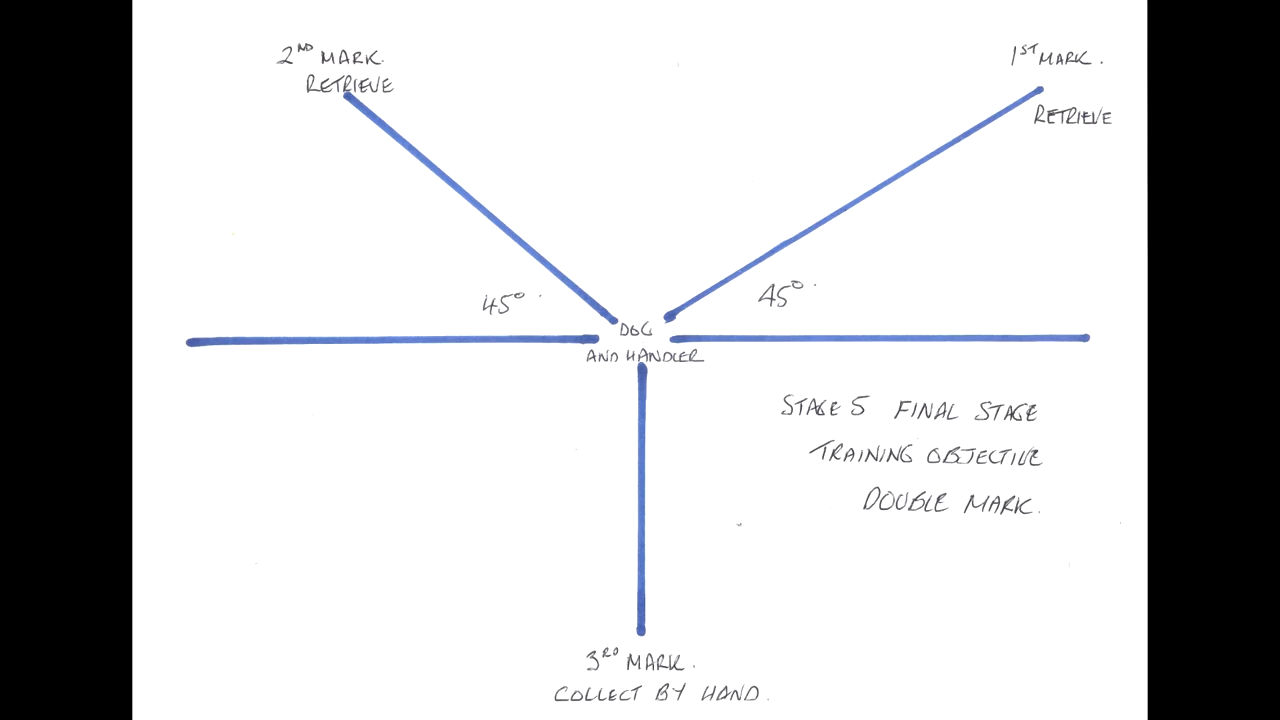 2ND MARK.
RETRIEVE
1ST MARK.
RETRIEVE
45°
45°
DOG
AND HANDLER
STAGE 5 FINAL STAGE
TRAINING OBJECTIVE
DOUBLE MARK.
3RD MARK.
COLLECT BY HAND.